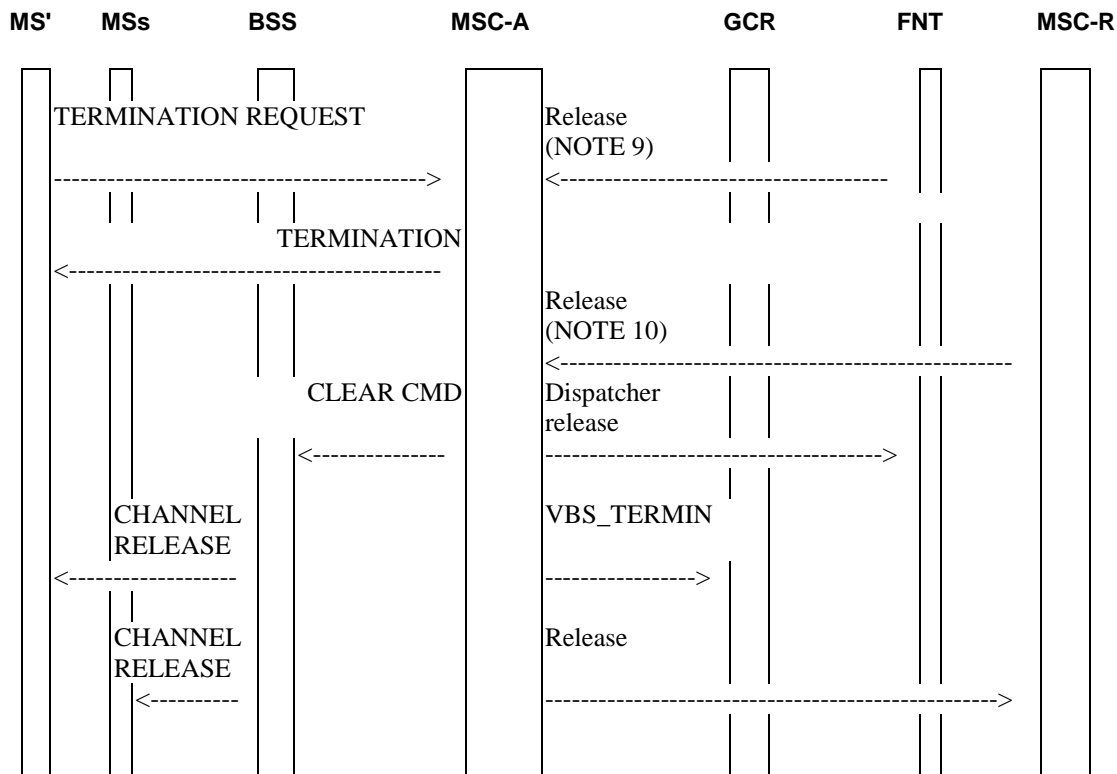 MS' MSs BSS MSC-A GCR FNT MSC-R
TERMINATION REQUEST
Release
(NOTE 9)
------------------------------------------>
<-------------------------------------
TERMINATION
<------------------------------------------
Release
(NOTE 10)
<---------------------------------------------------
CLEAR CMD
Dispatcher
release
<---------------
-------------------------------------->
CHANNEL
RELEASE
VBS_TERMIN
<-------------------
----------------->
CHANNEL
RELEASE
Release
<----------
--------------------------------------------------->